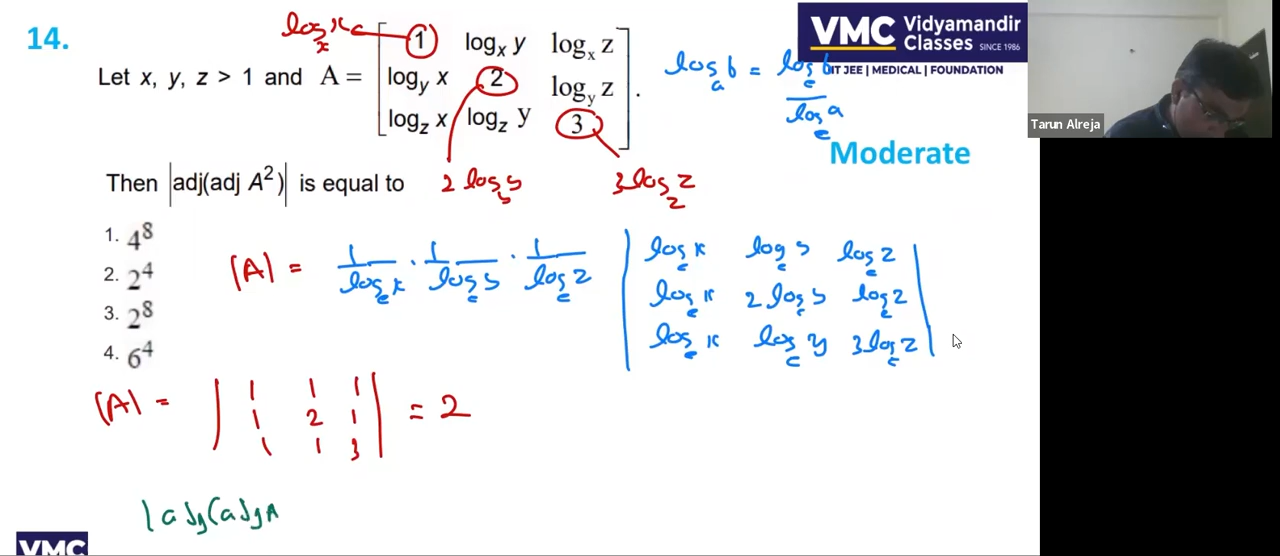 14.
VMC Vidyamandir Classes SINCE 1986
IIT JEE | MEDICAL | FOUNDATION
Tarun Alreja
log_x x
Let x, y, z > 1 and A = [ 1 log_x y log_x z
log_y x 2 log_y z
log_z x log_z y 3 ].
log_a b = log_e b / log_e a
Moderate
Then |adj(adj A²)| is equal to
2 log_y y 3 log_z z
1. 4⁸
2. 2⁴
3. 2⁸
4. 6⁴
|A| = 1/log_e x · 1/log_e y · 1/log_e z | log_e x log_e y log_e z
log_e x 2 log_e y log_e z
log_e x log_e y 3 log_e z |
|A| = | 1 1 1
1 2 1
1 1 3 | = 2
|adj(adj A
VMC